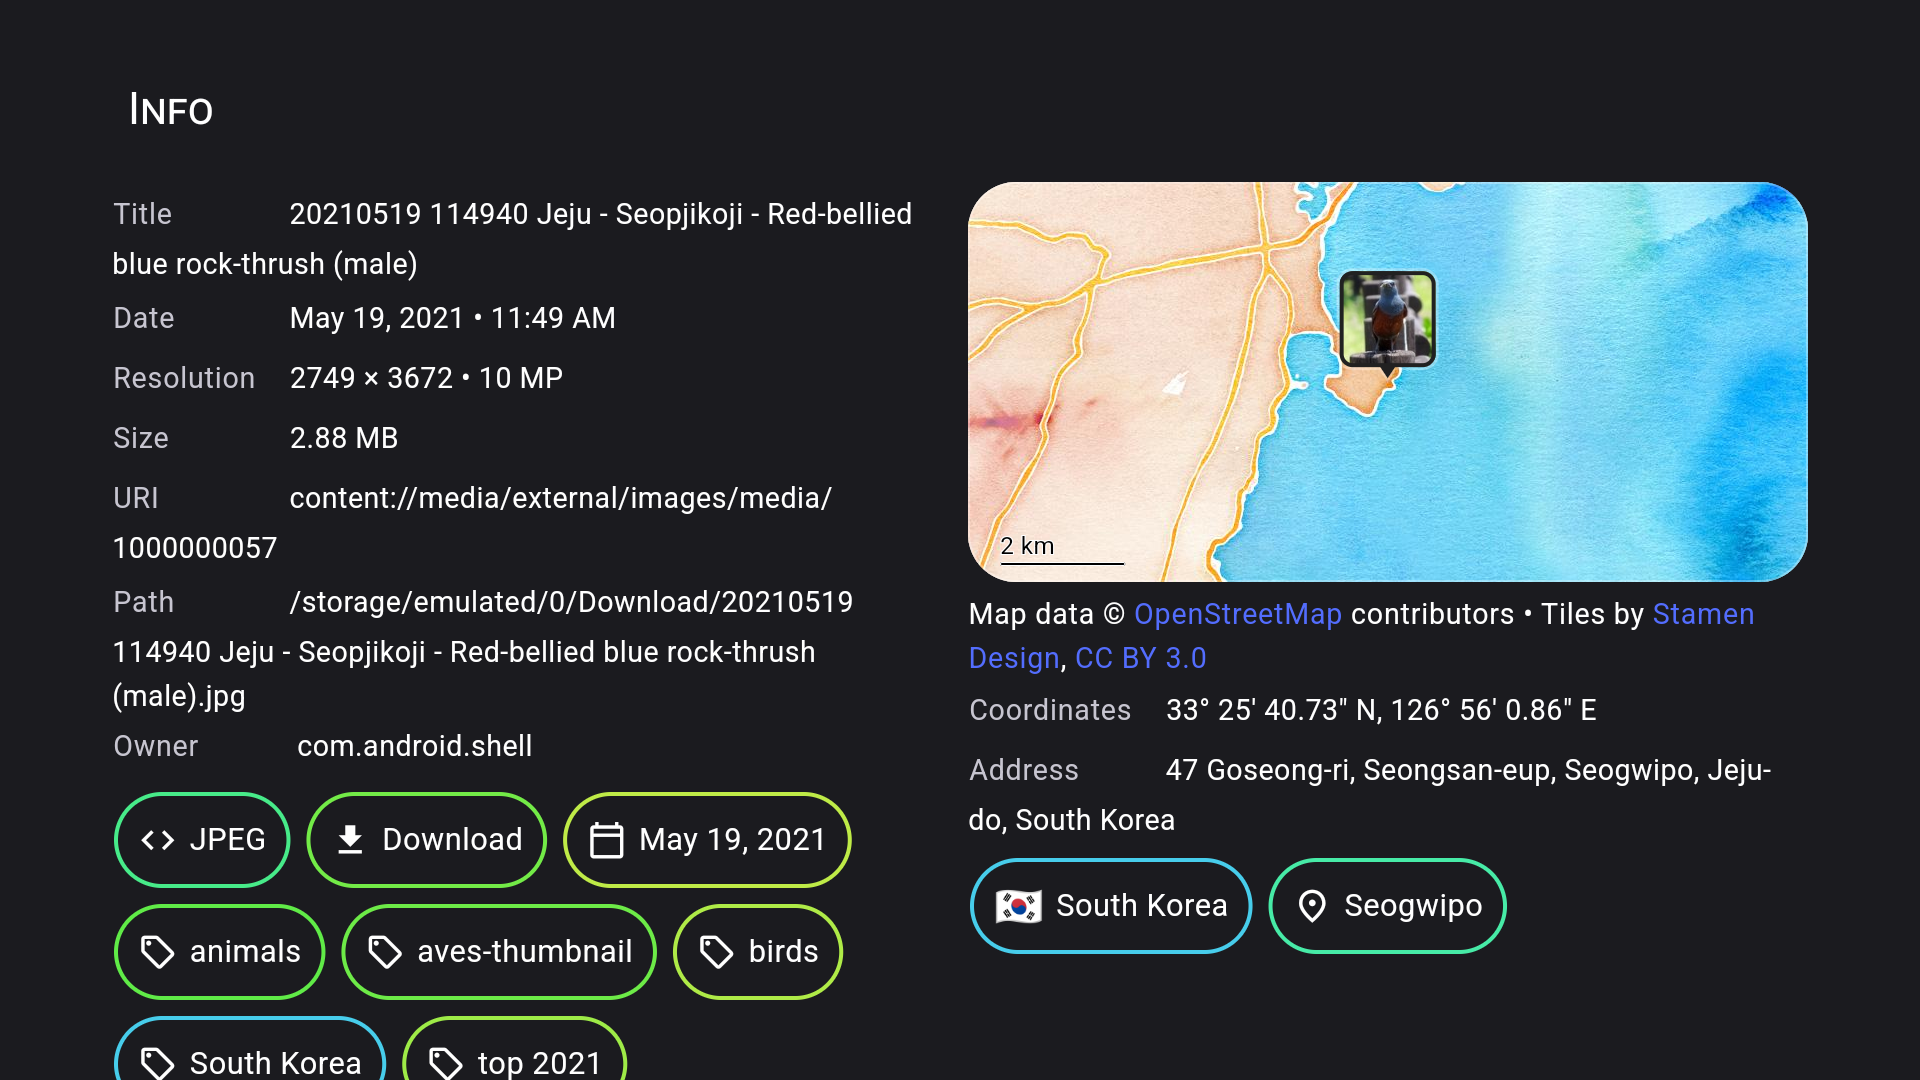 INFO
Title 20210519 114940 Jeju - Seopjikoji - Red-bellied
blue rock-thrush (male)
Date May 19, 2021 • 11:49 AM
Resolution 2749 × 3672 • 10 MP
Size 2.88 MB
URI content://media/external/images/media/
1000000057
Path /storage/emulated/0/Download/20210519
114940 Jeju - Seopjikoji - Red-bellied blue rock-thrush
(male).jpg
Owner com.android.shell
JPEG
Download
May 19, 2021
animals
aves-thumbnail
birds
South Korea
top 2021
2 km
Map data © OpenStreetMap contributors • Tiles by Stamen
Design, CC BY 3.0
Coordinates 33° 25' 40.73" N, 126° 56' 0.86" E
Address 47 Goseong-ri, Seongsan-eup, Seogwipo, Jeju-
do, South Korea
South Korea
Seogwipo